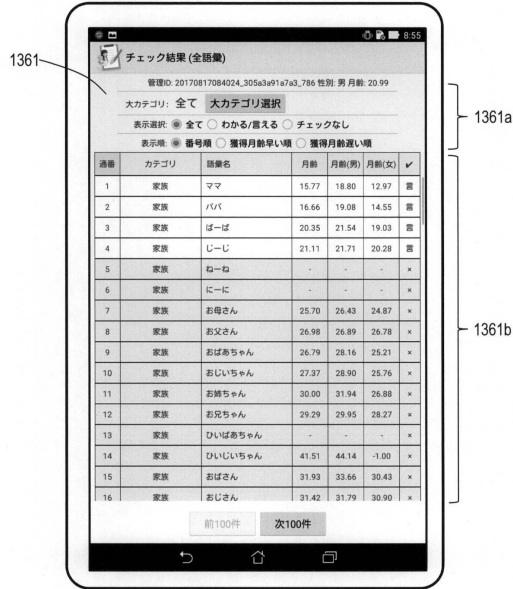 8:55
チェック結果 (全語彙)
1361
管理ID: 20170817084024_305a3a91a7a3_786 性別: 男 月齢: 20.99
大カテゴリ: 全て 大カテゴリ選択
1361a
表示選択: 全て わかる/言える チェックなし
表示順: 番号順 獲得月齢早い順 獲得月齢遅い順
通番 カテゴリ 語彙名 月齢 月齢(男) 月齢(女) ✓
1 家族 ママ 15.77 18.80 12.97 言
2 家族 パパ 16.66 19.08 14.55 言
3 家族 ばーば 20.35 21.54 19.03 言
4 家族 じーじ 21.11 21.71 20.28 言
5 家族 ねーね - - - ×
6 家族 にーに - - - ×
7 家族 お母さん 25.70 26.43 24.87 ×
8 家族 お父さん 26.98 26.89 26.78 ×
1361b
9 家族 おばあちゃん 26.79 28.16 25.21 ×
10 家族 おじいちゃん 27.37 28.90 25.76 ×
11 家族 お姉ちゃん 30.00 31.94 26.88 ×
12 家族 お兄ちゃん 29.29 29.95 28.27 ×
13 家族 ひいばあちゃん - - - ×
14 家族 ひいじいちゃん 41.51 44.14 -1.00 ×
15 家族 おばさん 31.93 33.66 30.43 ×
16 家族 おじさん 31.42 31.79 30.90 ×
前100件 次100件